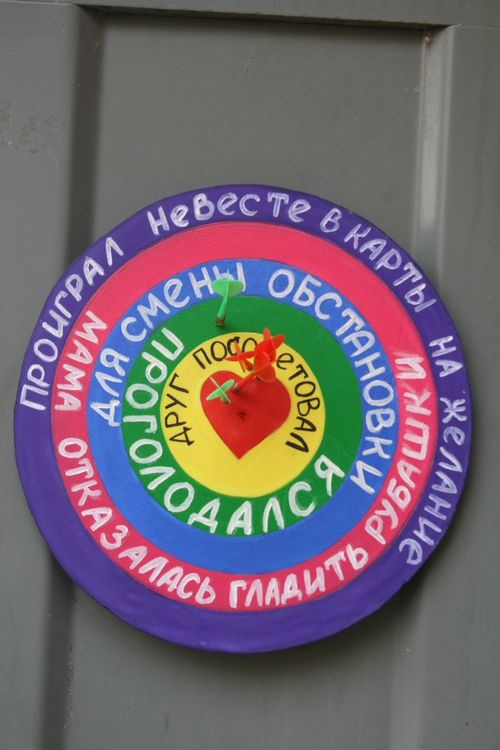 ПРОИГРАЛ НЕВЕСТЕ В КАРТЫ НА ЖЕЛАНИЕ
МАМА ОТКАЗАЛАСЬ ГЛАДИТЬ РУБАШКИ
ДЛЯ СМЕНЫ ОБСТАНОВКИ
ПРОГОЛОДАЛСЯ
ДРУГ ПОСОВЕТОВАЛ